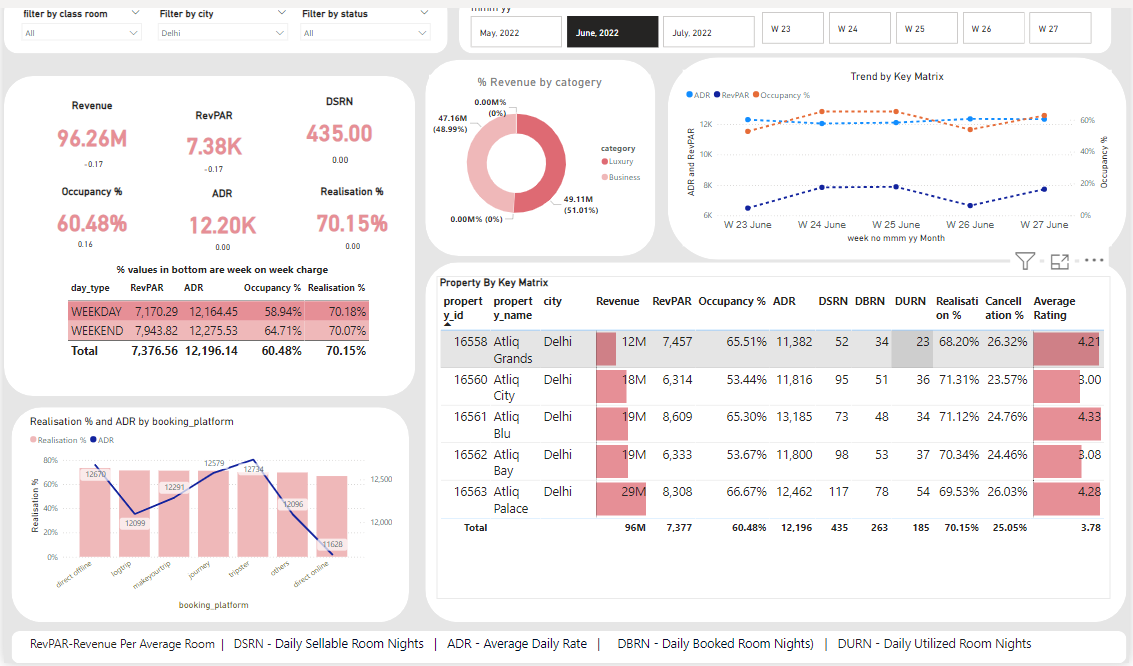 filter by class room
Filter by city
Filter by status
All
Delhi
All
mmm yy
May, 2022
June, 2022
July, 2022
W 23
W 24
W 25
W 26
W 27
Revenue
RevPAR
DSRN
96.26M
7.38K
435.00
-0.17
-0.17
0.00
Occupancy %
ADR
Realisation %
60.48%
12.20K
70.15%
0.16
0.00
0.00
% values in bottom are week on week charge
day_type RevPAR ADR Occupancy % Realisation %
WEEKDAY 7,170.29 12,164.45 58.94% 70.18%
WEEKEND 7,943.82 12,275.53 64.71% 70.07%
Total 7,376.56 12,196.14 60.48% 70.15%
% Revenue by catogery
0.00M%
(0%)
47.16M
(48.99%)
49.11M
(51.01%)
0.00M% (0%)
category
Luxury
Business
Trend by Key Matrix
ADR RevPAR Occupancy %
ADR and RevPAR
12K
10K
8K
6K
60%
40%
20%
0%
Occupancy %
W 23 June W 24 June W 25 June W 26 June W 27 June
week no mmm yy Month
Property By Key Matrix
propert
y_id
propert
y_name
city
Revenue
RevPAR
Occupancy %
ADR
DSRN
DBRN
DURN
Realisati
on %
Cancell
ation %
Average
Rating
16558 Atliq Delhi 12M 7,457 65.51% 11,382 52 34 23 68.20% 26.32% 4.21
Grands
16560 Atliq Delhi 18M 6,314 53.44% 11,816 95 51 36 71.31% 23.57% 3.00
City
16561 Atliq Delhi 19M 8,609 65.30% 13,185 73 48 34 71.12% 24.76% 4.33
Blu
16562 Atliq Delhi 19M 6,333 53.67% 11,800 98 53 37 70.34% 24.46% 3.08
Bay
16563 Atliq Delhi 29M 8,308 66.67% 12,462 117 78 54 69.53% 26.03% 4.28
Palace
Total 96M 7,377 60.48% 12,196 435 263 185 70.15% 25.05% 3.78
Realisation % and ADR by booking_platform
Realisation % ADR
Realisation %
80%
60%
40%
20%
0%
12670
12099
12291
12579
12734
12096
11628
12,500
12,000
direct offline
logtrip
makeyourtrip
journey
tripster
others
direct online
booking_platform
RevPAR-Revenue Per Average Room | DSRN - Daily Sellable Room Nights | ADR - Average Daily Rate | DBRN - Daily Booked Room Nights) | DURN - Daily Utilized Room Nights